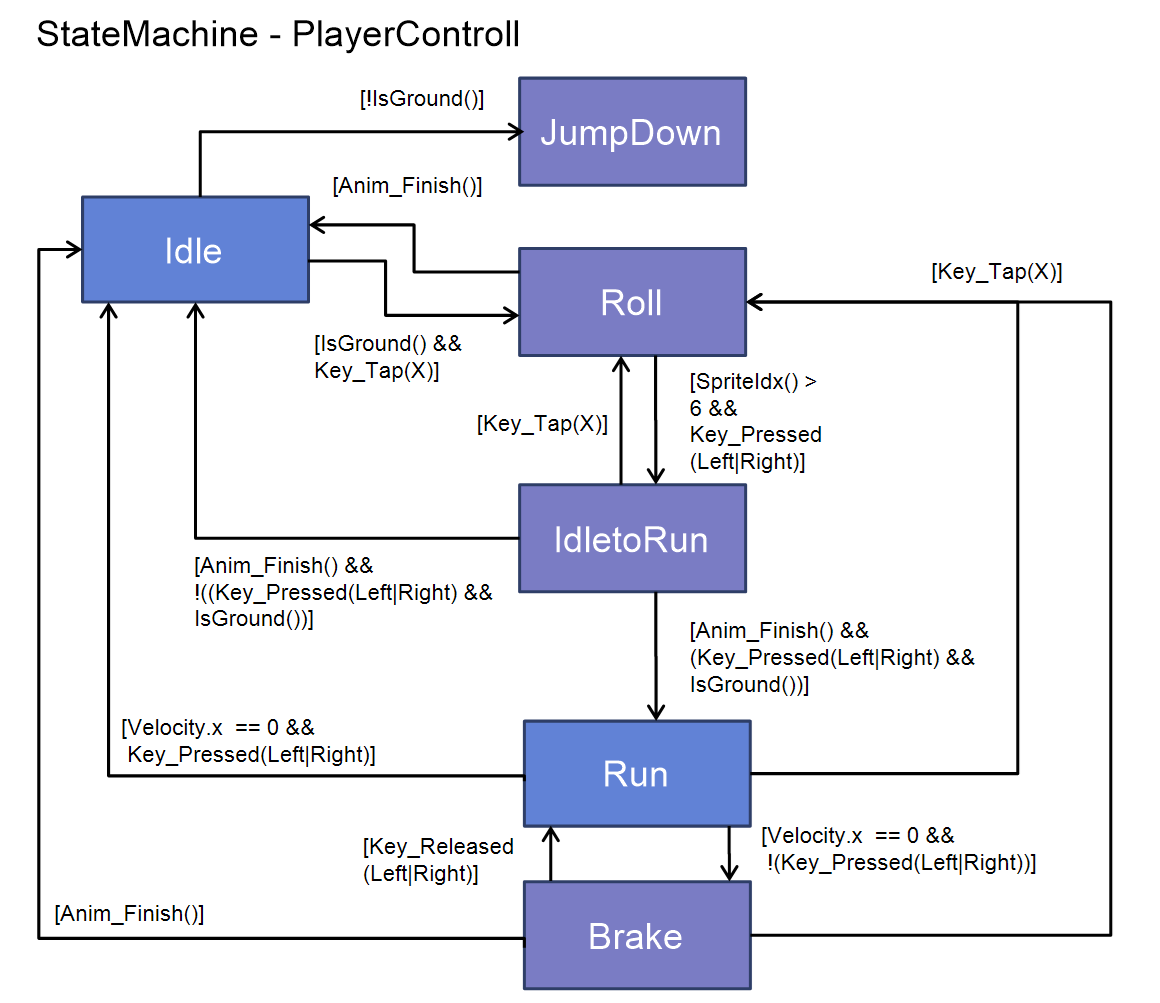 StateMachine - PlayerControll
[!IsGround()]
JumpDown
[Anim_Finish()]
Idle
[Key_Tap(X)]
Roll
[IsGround() &&
Key_Tap(X)]
[SpriteIdx() >
6 &&
Key_Pressed
(Left|Right)]
[Key_Tap(X)]
IdletoRun
[Anim_Finish() &&
!((Key_Pressed(Left|Right) &&
IsGround())]
[Anim_Finish() &&
(Key_Pressed(Left|Right) &&
IsGround())]
[Velocity.x  == 0 &&
Key_Pressed(Left|Right)]
Run
[Key_Released
(Left|Right)]
[Velocity.x  == 0 &&
!(Key_Pressed(Left|Right))]
[Anim_Finish()]
Brake